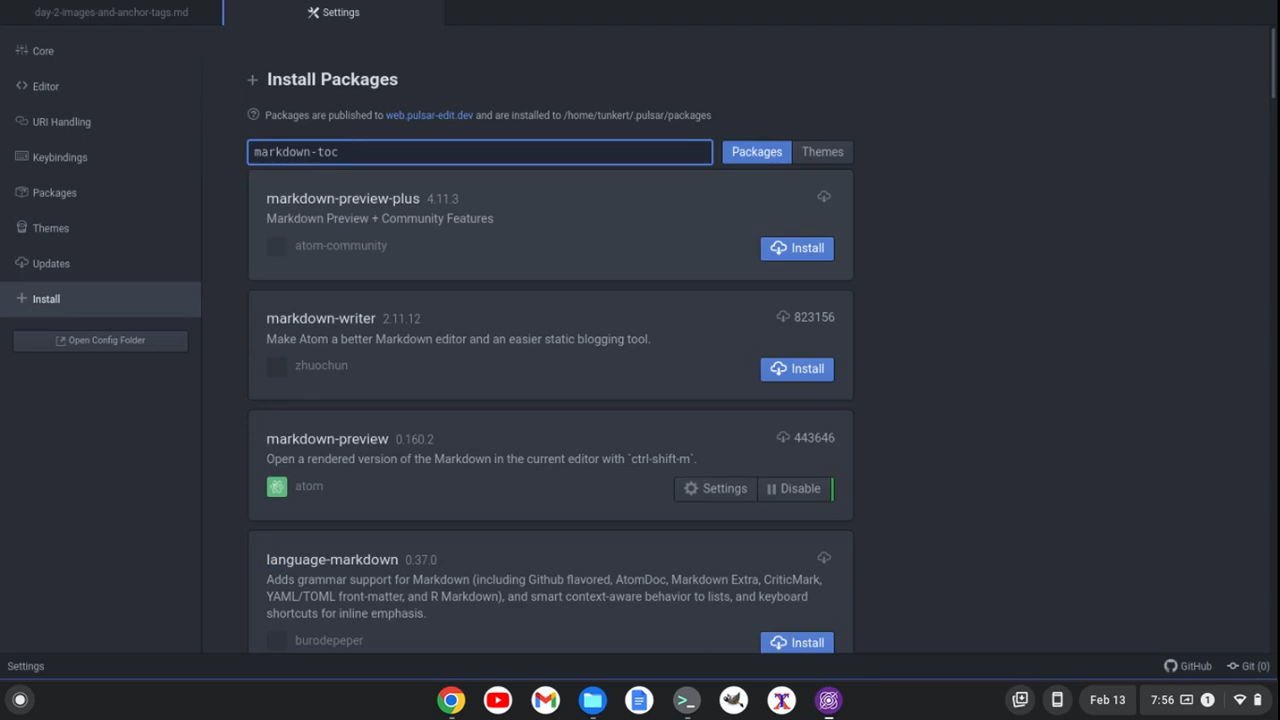 day-2-images-and-anchor-tags.md
Settings
Core
Editor
URI Handling
Keybindings
Packages
Themes
Updates
Install
Open Config Folder
Install Packages
Packages are published to web.pulsar-edit.dev and are installed to /home/tunkert/.pulsar/packages
markdown-toc
Packages Themes
markdown-preview-plus 4.11.3
Markdown Preview + Community Features
atom-community
Install
markdown-writer 2.11.12
823156
Make Atom a better Markdown editor and an easier static blogging tool.
zhuochun
Install
markdown-preview 0.160.2
443646
Open a rendered version of the Markdown in the current editor with `ctrl-shift-m`.
atom
Settings Disable
language-markdown 0.37.0
Adds grammar support for Markdown (including Github flavored, AtomDoc, Markdown Extra, CriticMark,
YAML/TOML front-matter, and R Markdown), and smart context-aware behavior to lists, and keyboard
shortcuts for inline emphasis.
burodepeper
Install
Settings
GitHub Git (0)
Feb 13 7:56 1